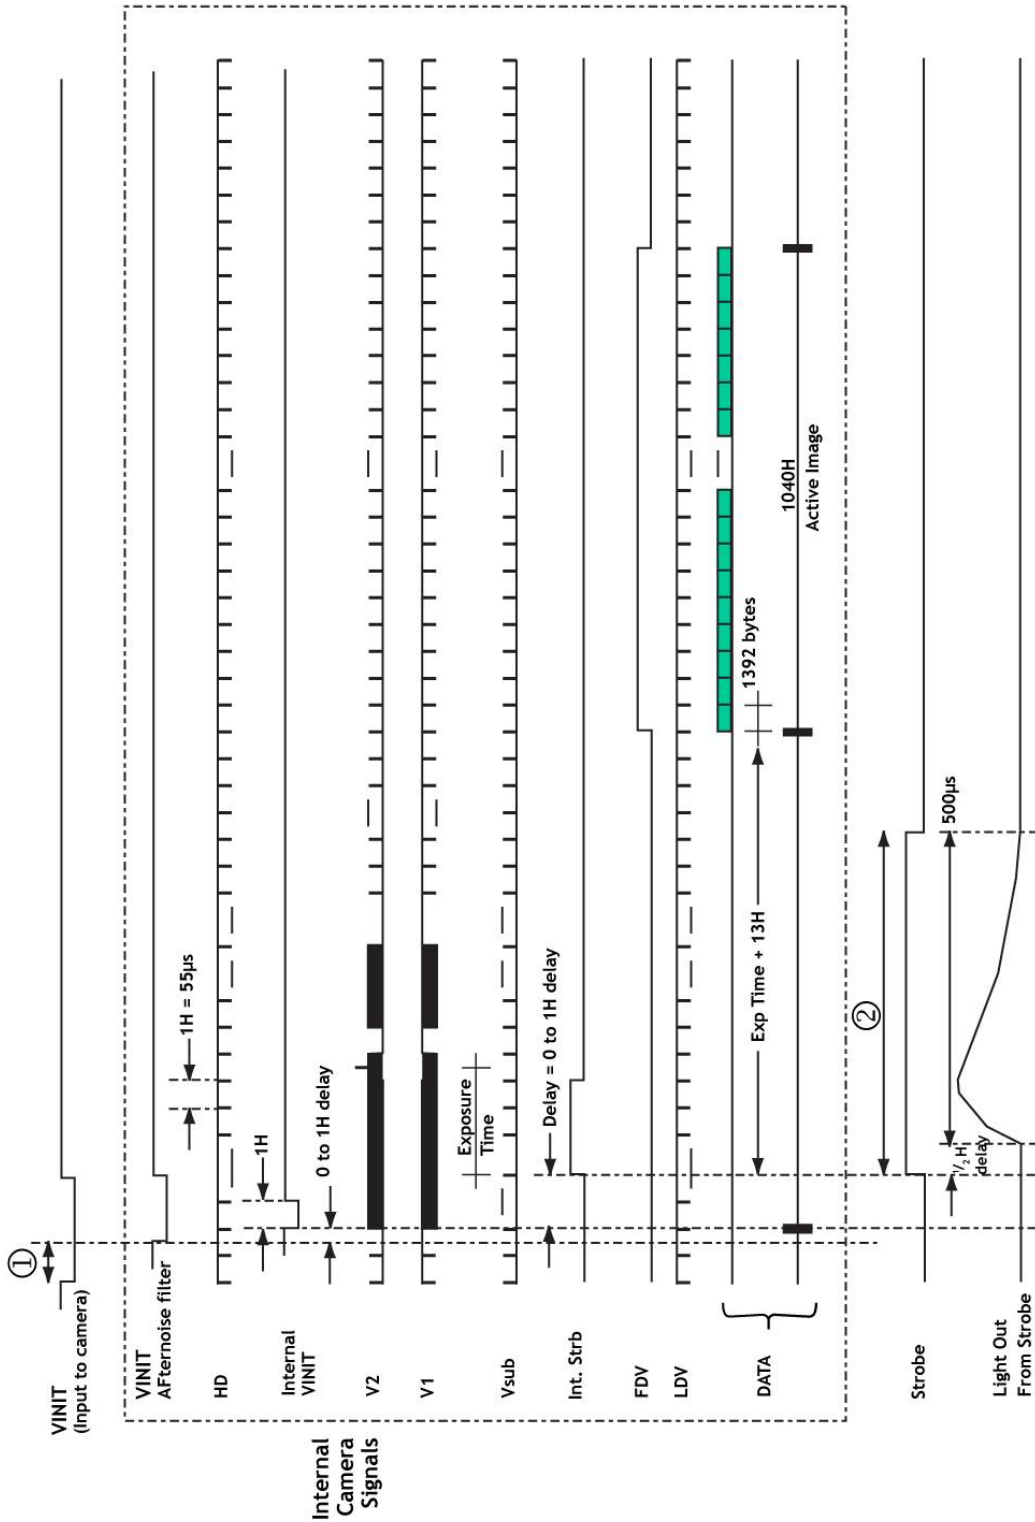 ①
VINIT
(Input to camera)
VINIT
AFternoise filter
1H = 55µs
HD
1H
Internal
VINIT
0 to 1H delay
Internal
Camera
Signals
V2
V1
Exposure
Time
Vsub
Delay = 0 to 1H delay
Int. Strb
FDV
LDV
1392 bytes
Exp Time + 13H
DATA
1040H
Active Image
②
Strobe
500µs
1/2 H
delay
Light Out
From Strobe